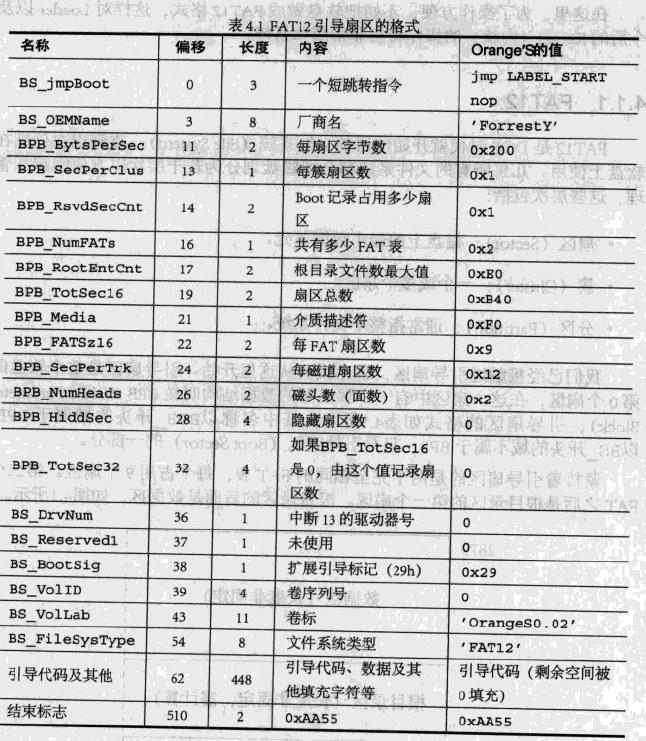 表 4.1 FAT12 引导扇区的格式
名称 偏移 长度 内容 Orange'S的值
BS_jmpBoot 0 3 一个短跳转指令 jmp LABEL_START
nop
BS_OEMName 3 8 厂商名 'ForrestY'
BPB_BytsPerSec 11 2 每扇区字节数 0x200
BPB_SecPerClus 13 1 每簇扇区数 0x1
BPB_RsvdSecCnt 14 2 Boot 记录占用多少扇
区 0x1
BPB_NumFATs 16 1 共有多少 FAT 表 0x2
BPB_RootEntCnt 17 2 根目录文件数最大值 0xE0
BPB_TotSec16 19 2 扇区总数 0xB40
BPB_Media 21 1 介质描述符 0xF0
BPB_FATSz16 22 2 每 FAT 扇区数 0x9
BPB_SecPerTrk 24 2 每磁道扇区数 0x12
BPB_NumHeads 26 2 磁头数（面数） 0x2
BPB_HiddSec 28 4 隐藏扇区数 0
BPB_TotSec32 32 4 如果BPB_TotSec16
是 0，由这个值记录扇
区数 0
BS_DrvNum 36 1 中断 13 的驱动器号 0
BS_Reserved1 37 1 未使用 0
BS_BootSig 38 1 扩展引导标记（29h） 0x29
BS_VolID 39 4 卷序列号 0
BS_VolLab 43 11 卷标 'OrangeS0.02'
BS_FileSysType 54 8 文件系统类型 'FAT12'
引导代码及其他 62 448 引导代码、数据及其
他填充字符等 引导代码（剩余空间被
0 填充）
结束标志 510 2 0xAA55 0xAA55